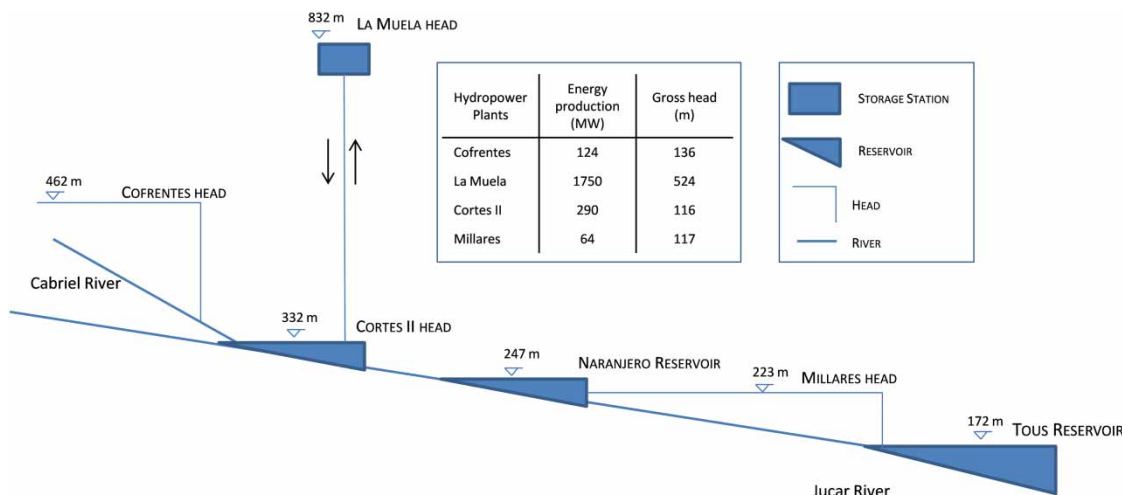 832 m
LA MUELA HEAD
Hydropower Plants
Energy production (MW)
Gross head (m)
Cofrentes 124 136
La Muela 1750 524
Cortes II 290 116
Millares 64 117
STORAGE STATION
RESERVOIR
HEAD
RIVER
462 m
COFRENTES HEAD
Cabriel River
332 m
CORTES II HEAD
247 m
NARANJERO RESERVOIR
223 m
MILLARES HEAD
172 m
TOUS RESERVOIR
Jucar River